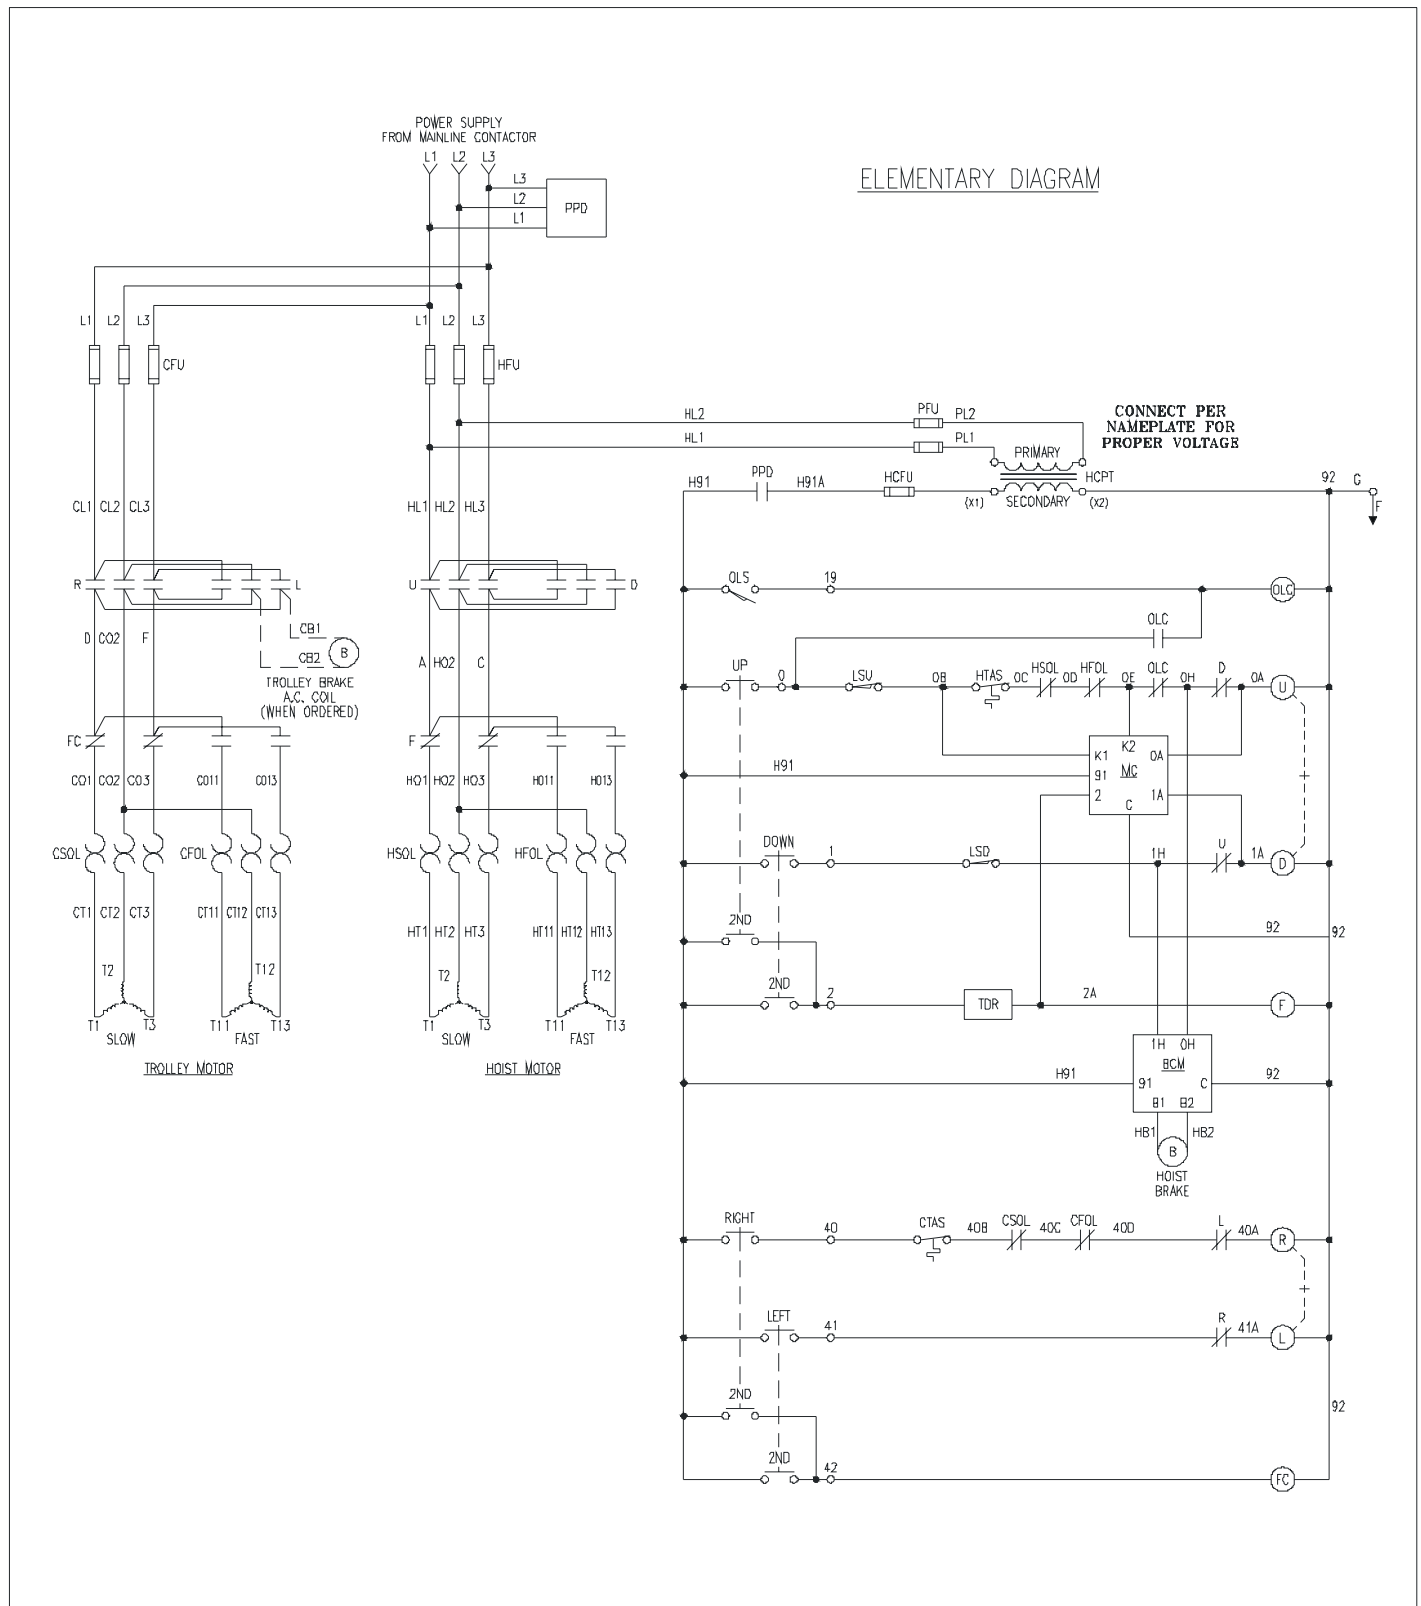 POWER SUPPLY
FROM MAINLINE CONTACTOR
L1 L2 L3
ELEMENTARY DIAGRAM
L3
L2
L1
PPD
L1 L2 L3
CFU
L1 L2 L3
HFU
HL2
PFU
PL2
HL1
PL1
CONNECT PER
NAMEPLATE FOR
PROPER VOLTAGE
PRIMARY
HCPT
SECONDARY
(X1)
(X2)
H91
PPD
H91A
HCFU
92
G
F
CL1 CL2 CL3
HL1 HL2 HL3
R
L
U
D
OLS
19
OLC
OLC
D CO2 F
CB1
CB2
B
TROLLEY BRAKE
A.C. COIL
(WHEN ORDERED)
A HO2 C
UP
0
LSU
0B
HTAS
0C
HSOL
0D
HFOL
0E
OLC
0H
D
0A
U
FC
F
CO1 CO2 CO3 CO11 CO13
HO1 HO2 HO3 HO11 HO13
H91
K1
K2
0A
91
MC
2
C
1A
CSOL
CFOL
HSOL
HFOL
DOWN
1
LSD
1H
U
1A
D
CT1 CT2 CT3 CT11 CT12 CT13
HT1 HT2 HT3 HT11 HT12 HT13
2ND
92
92
T2
T12
T2
T12
2ND
2
TDR
2A
F
T1 T3 T11 T13
SLOW
FAST
TROLLEY MOTOR
T1 T3 T11 T13
SLOW
FAST
HOIST MOTOR
1H 0H
BCM
91
C
B1 B2
H91
92
HB1
HB2
B
HOIST
BRAKE
RIGHT
40
CTAS
40B
CSOL
40C
CFOL
40D
L
40A
R
LEFT
41
R
41A
L
2ND
92
2ND
42
FC